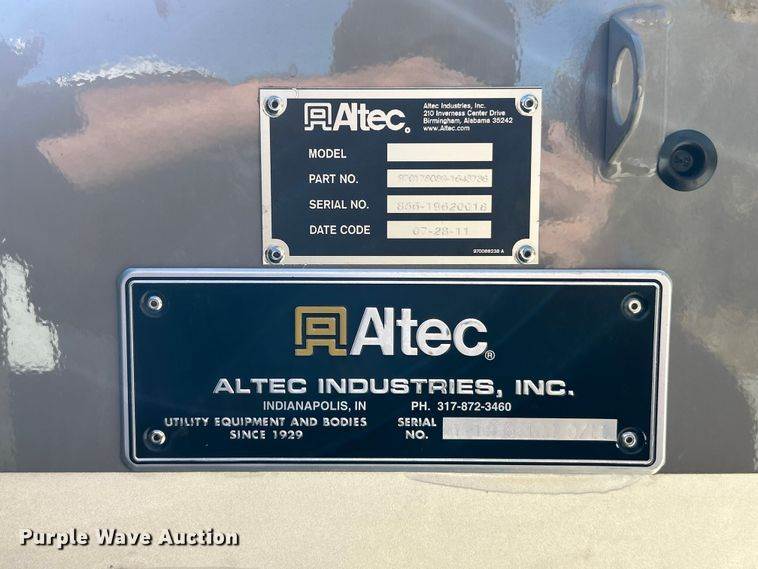 Altec.
Altec Industries, Inc.
210 Inverness Center Drive
Birmingham, Alabama 35242
www.Altec.com
MODEL
PART NO.
SERIAL NO.
DATE CODE 07-28-11
970088238 A
Altec®
ALTEC INDUSTRIES, INC.
INDIANAPOLIS, IN PH. 317-872-3460
UTILITY EQUIPMENT AND BODIES
SINCE 1929
SERIAL
NO.
Purple Wave Auction